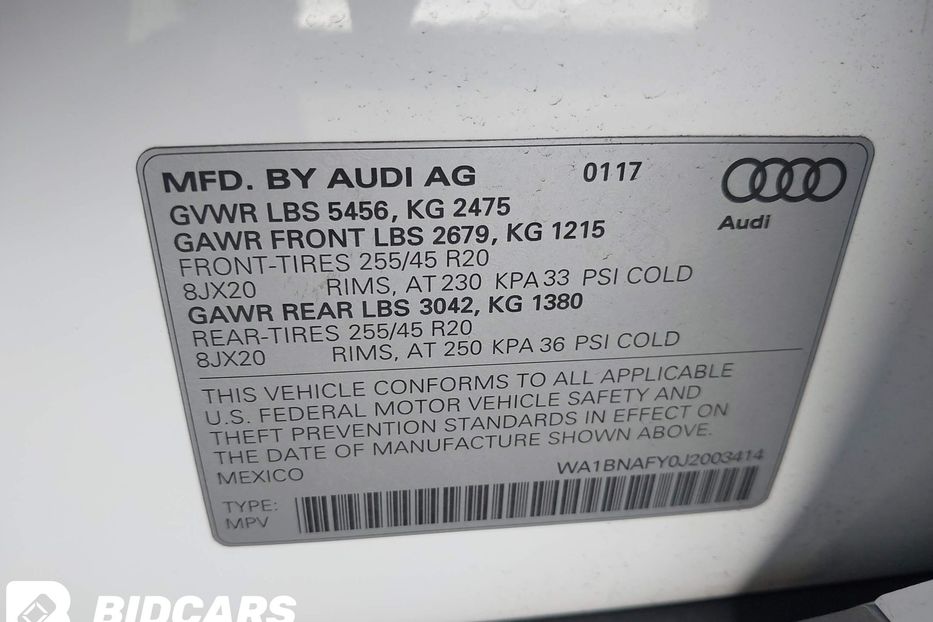 MFD. BY AUDI AG 0117
Audi
GVWR LBS 5456, KG 2475
GAWR FRONT LBS 2679, KG 1215
FRONT-TIRES 255/45 R20
8JX20 RIMS, AT 230 KPA 33 PSI COLD
GAWR REAR LBS 3042, KG 1380
REAR-TIRES 255/45 R20
8JX20 RIMS, AT 250 KPA 36 PSI COLD
THIS VEHICLE CONFORMS TO ALL APPLICABLE
U.S. FEDERAL MOTOR VEHICLE SAFETY AND
THEFT PREVENTION STANDARDS IN EFFECT ON
THE DATE OF MANUFACTURE SHOWN ABOVE.
MEXICO WA1BNAFY0J2003414
TYPE:
MPV
BIDCARS